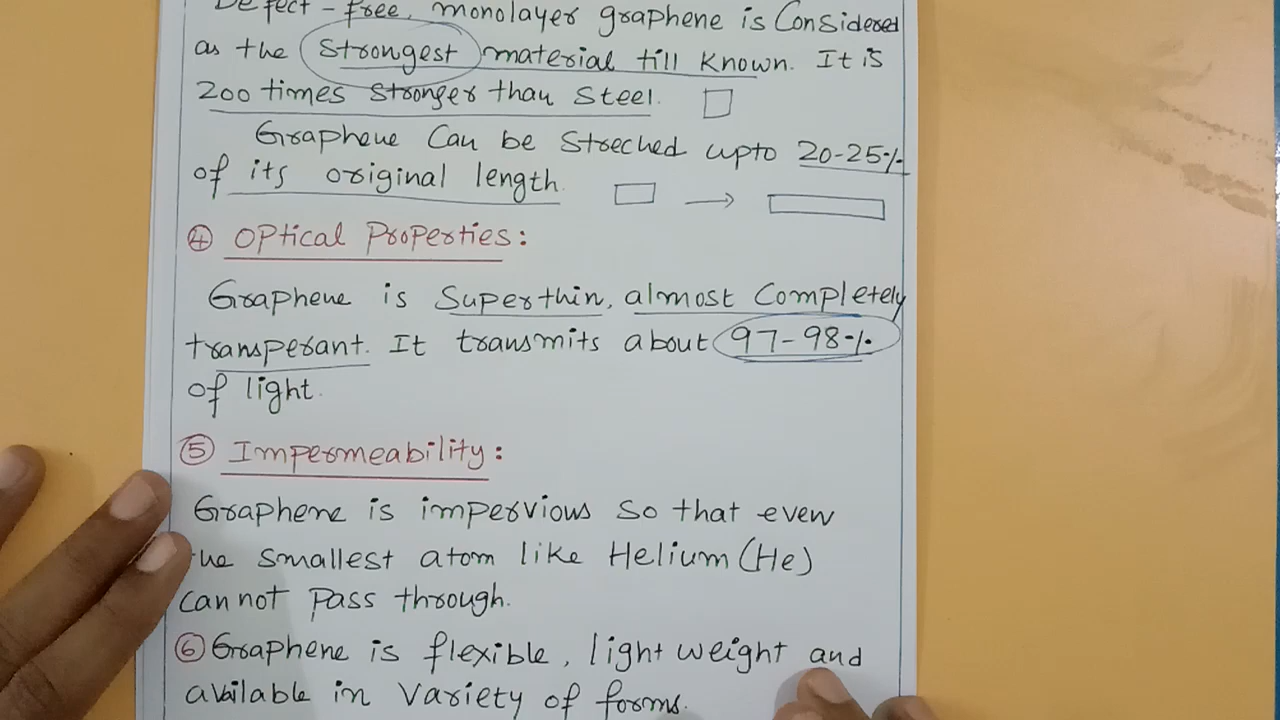 Defect-free, monolayer graphene is Considered
as the strongest material till known. It is
200 times stronger than Steel.
Graphene Can be Streched upto 20-25%
of its original length.
④ Optical Properties:
Graphene is Superthin, almost Completely
transperant. It transmits about 97-98%
of light.
⑤ Impermeability:
Graphene is impervious so that even
the smallest atom like Helium (He)
cannot pass through.
⑥ Graphene is flexible, light weight and
available in variety of forms.